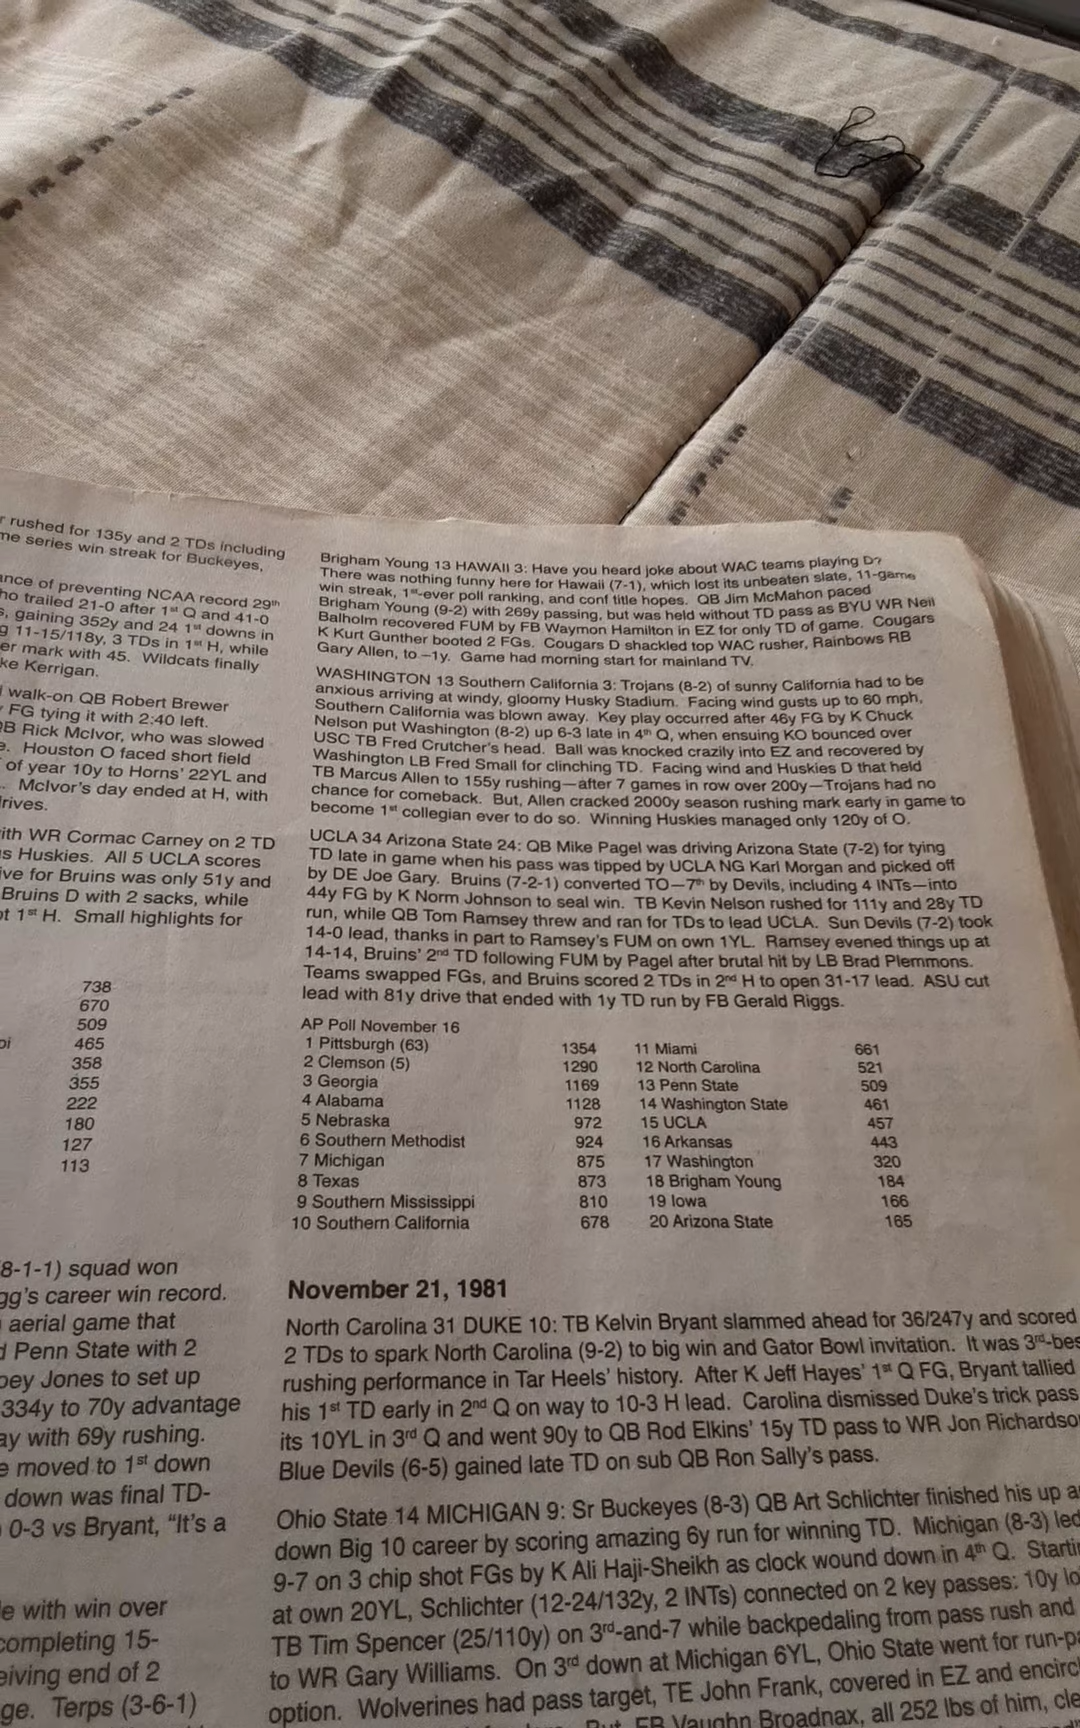 rushed for 135y and 2 TDs including
me series win streak for Buckeyes,
ance of preventing NCAA record 29th
ho trailed 21-0 after 1st Q and 41-0
s, gaining 352y and 24 1st downs in
g 11-15/118y, 3 TDs in 1st H, while
er mark with 45. Wildcats finally
ke Kerrigan.
walk-on QB Robert Brewer
FG tying it with 2:40 left.
QB Rick McIvor, who was slowed
e. Houston O faced short field
of year 10y to Horns' 22YL and
. McIvor's day ended at H, with
drives.
with WR Cormac Carney on 2 TD
us Huskies. All 5 UCLA scores
ive for Bruins was only 51y and
Bruins D with 2 sacks, while
ot 1st H. Small highlights for
738
670
509
pi 465
358
355
222
180
127
113
8-1-1) squad won
gg's career win record.
aerial game that
d Penn State with 2
oey Jones to set up
334y to 70y advantage
ay with 69y rushing.
e moved to 1st down
down was final TD-
0-3 vs Bryant, "It's a
le with win over
completing 15-
eiving end of 2
ge. Terps (3-6-1)
Brigham Young 13 HAWAII 3: Have you heard joke about WAC teams playing D?
There was nothing funny here for Hawaii (7-1), which lost its unbeaten slate, 11-game
win streak, 1st-ever poll ranking, and conf title hopes. QB Jim McMahon paced
Brigham Young (9-2) with 269y passing, but was held without TD pass as BYU WR Neil
Balholm recovered FUM by FB Waymon Hamilton in EZ for only TD of game. Cougars
K Kurt Gunther booted 2 FGs. Cougars D shackled top WAC rusher, Rainbows RB
Gary Allen, to –1y. Game had morning start for mainland TV.
WASHINGTON 13 Southern California 3: Trojans (8-2) of sunny California had to be
anxious arriving at windy, gloomy Husky Stadium. Facing wind gusts up to 60 mph,
Southern California was blown away. Key play occurred after 46y FG by K Chuck
Nelson put Washington (8-2) up 6-3 late in 4th Q, when ensuing KO bounced over
USC TB Fred Crutcher's head. Ball was knocked crazily into EZ and recovered by
Washington LB Fred Small for clinching TD. Facing wind and Huskies D that held
TB Marcus Allen to 155y rushing—after 7 games in row over 200y—Trojans had no
chance for comeback. But, Allen cracked 2000y season rushing mark early in game to
become 1st collegian ever to do so. Winning Huskies managed only 120y of O.
UCLA 34 Arizona State 24: QB Mike Pagel was driving Arizona State (7-2) for tying
TD late in game when his pass was tipped by UCLA NG Karl Morgan and picked off
by DE Joe Gary. Bruins (7-2-1) converted TO—7th by Devils, including 4 INTs—into
44y FG by K Norm Johnson to seal win. TB Kevin Nelson rushed for 111y and 28y TD
run, while QB Tom Ramsey threw and ran for TDs to lead UCLA. Sun Devils (7-2) took
14-0 lead, thanks in part to Ramsey's FUM on own 1YL. Ramsey evened things up at
14-14, Bruins' 2nd TD following FUM by Pagel after brutal hit by LB Brad Plemmons.
Teams swapped FGs, and Bruins scored 2 TDs in 2nd H to open 31-17 lead. ASU cut
lead with 81y drive that ended with 1y TD run by FB Gerald Riggs.
AP Poll November 16
1 Pittsburgh (63) 1354 11 Miami 661
2 Clemson (5) 1290 12 North Carolina 521
3 Georgia 1169 13 Penn State 509
4 Alabama 1128 14 Washington State 461
5 Nebraska 972 15 UCLA 457
6 Southern Methodist 924 16 Arkansas 443
7 Michigan 875 17 Washington 320
8 Texas 873 18 Brigham Young 184
9 Southern Mississippi 810 19 Iowa 166
10 Southern California 678 20 Arizona State 165
November 21, 1981
North Carolina 31 DUKE 10: TB Kelvin Bryant slammed ahead for 36/247y and scored
2 TDs to spark North Carolina (9-2) to big win and Gator Bowl invitation. It was 3rd-bes
rushing performance in Tar Heels' history. After K Jeff Hayes' 1st Q FG, Bryant tallied
his 1st TD early in 2nd Q on way to 10-3 H lead. Carolina dismissed Duke's trick pass
its 10YL in 3rd Q and went 90y to QB Rod Elkins' 15y TD pass to WR Jon Richardso
Blue Devils (6-5) gained late TD on sub QB Ron Sally's pass.
Ohio State 14 MICHIGAN 9: Sr Buckeyes (8-3) QB Art Schlichter finished his up a
down Big 10 career by scoring amazing 6y run for winning TD. Michigan (8-3) led
9-7 on 3 chip shot FGs by K Ali Haji-Sheikh as clock wound down in 4th Q. Starti
at own 20YL, Schlichter (12-24/132y, 2 INTs) connected on 2 key passes: 10y lo
TB Tim Spencer (25/110y) on 3rd-and-7 while backpedaling from pass rush and
to WR Gary Williams. On 3rd down at Michigan 6YL, Ohio State went for run-p
option. Wolverines had pass target, TE John Frank, covered in EZ and encircl
FB Vaughn Broadnax, all 252 lbs of him, cle